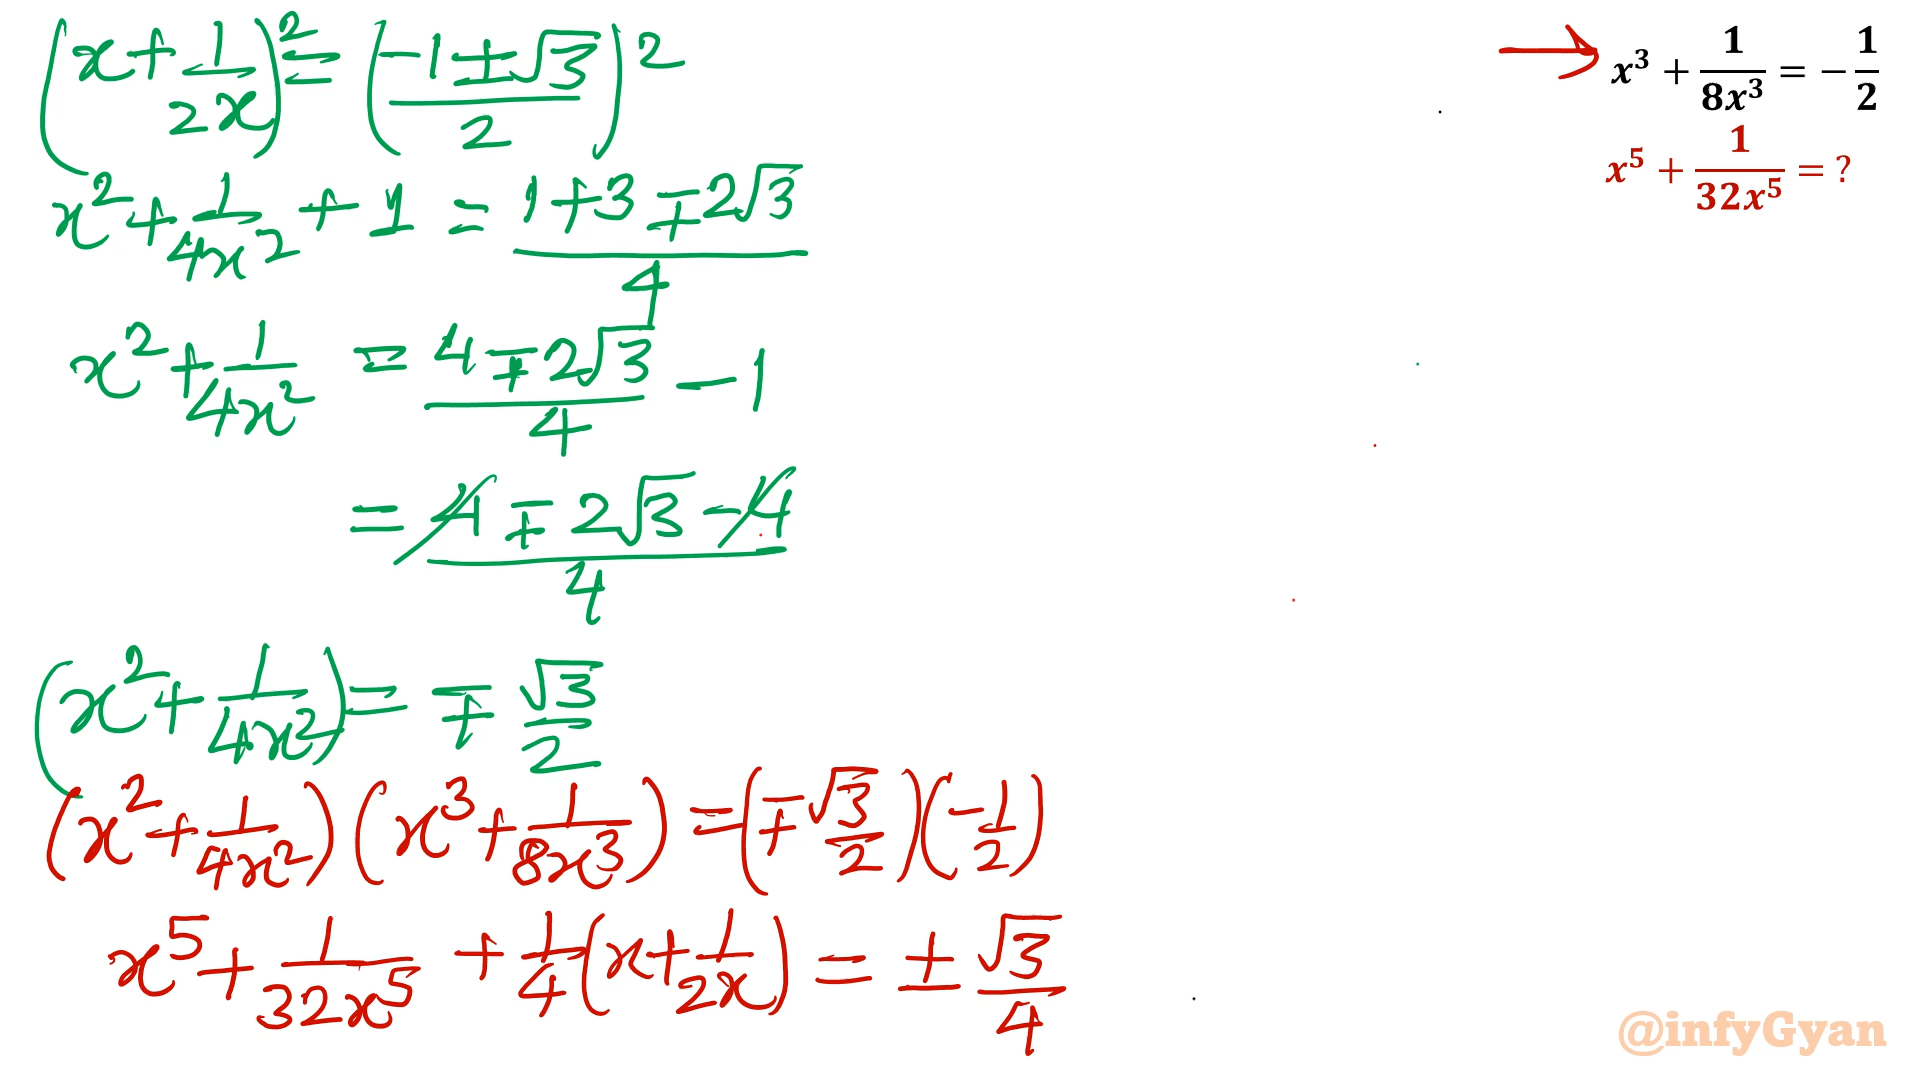 (x + 1/2x)² = ((-1 ± √3)/2)²
x² + 1/4x² + 1 = (1+3 ∓ 2√3)/4
x² + 1/4x² = (4 ∓ 2√3)/4 - 1
= (4 ∓ 2√3 - 4)/4
(x² + 1/4x²) = ∓ √3/2
(x² + 1/4x²)(x³ + 1/8x³) = (∓ √3/2)(-1/2)
x⁵ + 1/32x⁵ + 1/4(x + 1/2x) = ± √3/4
→ x³ + 1/8x³ = -1/2
x⁵ + 1/32x⁵ = ?
@infyGyan